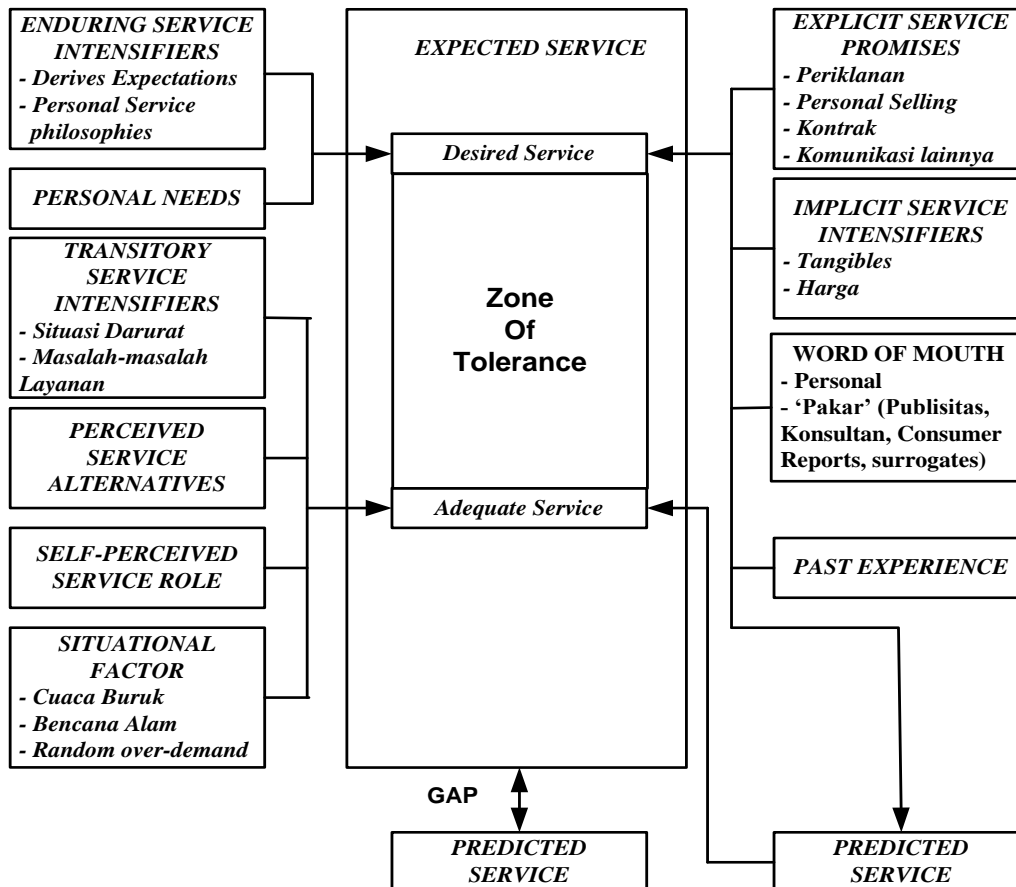 ENDURING SERVICE
INTENSIFIERS
- Derives Expectations
- Personal Service
philosophies
PERSONAL NEEDS
TRANSITORY
SERVICE
INTENSIFIERS
- Situasi Darurat
- Masalah-masalah
Layanan
PERCEIVED
SERVICE
ALTERNATIVES
SELF-PERCEIVED
SERVICE ROLE
SITUATIONAL
FACTOR
- Cuaca Buruk
- Bencana Alam
- Random over-demand
EXPECTED SERVICE
Desired Service
Zone
Of
Tolerance
Adequate Service
GAP
PREDICTED
SERVICE
EXPLICIT SERVICE
PROMISES
- Periklanan
- Personal Selling
- Kontrak
- Komunikasi lainnya
IMPLICIT SERVICE
INTENSIFIERS
- Tangibles
- Harga
WORD OF MOUTH
- Personal
- ‘Pakar’ (Publisitas,
Konsultan, Consumer
Reports, surrogates)
PAST EXPERIENCE
PREDICTED
SERVICE